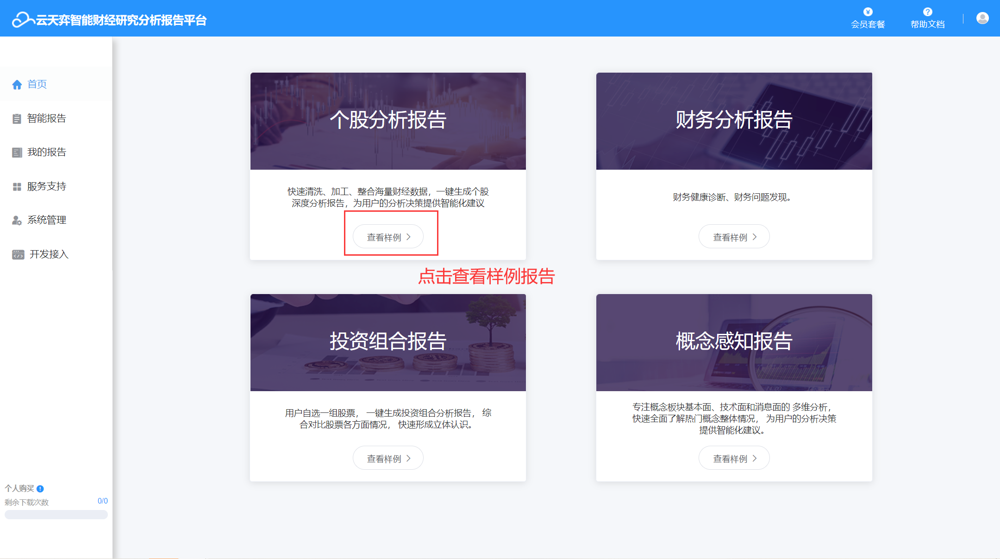 云天弈智能财经研究分析报告平台
会员套餐
帮助文档
首页
智能报告
我的报告
服务支持
系统管理
开发接入
个人购买
剩余下载次数
0/0
个股分析报告
快速清洗、加工、整合海量财经数据，一键生成个股
深度分析报告，为用户的分析决策提供智能化建议
查看样例
财务分析报告
财务健康诊断、财务问题发现。
查看样例
点击查看样例报告
投资组合报告
用户自选一组股票， 一键生成投资组合分析报告， 综
合对比股票各方面情况， 快速形成立体认识。
查看样例
概念感知报告
专注概念板块基本面、技术面和消息面的 多维分析，
快速全面了解热门概念整体情况， 为用户的分析决策
提供智能化建议。
查看样例